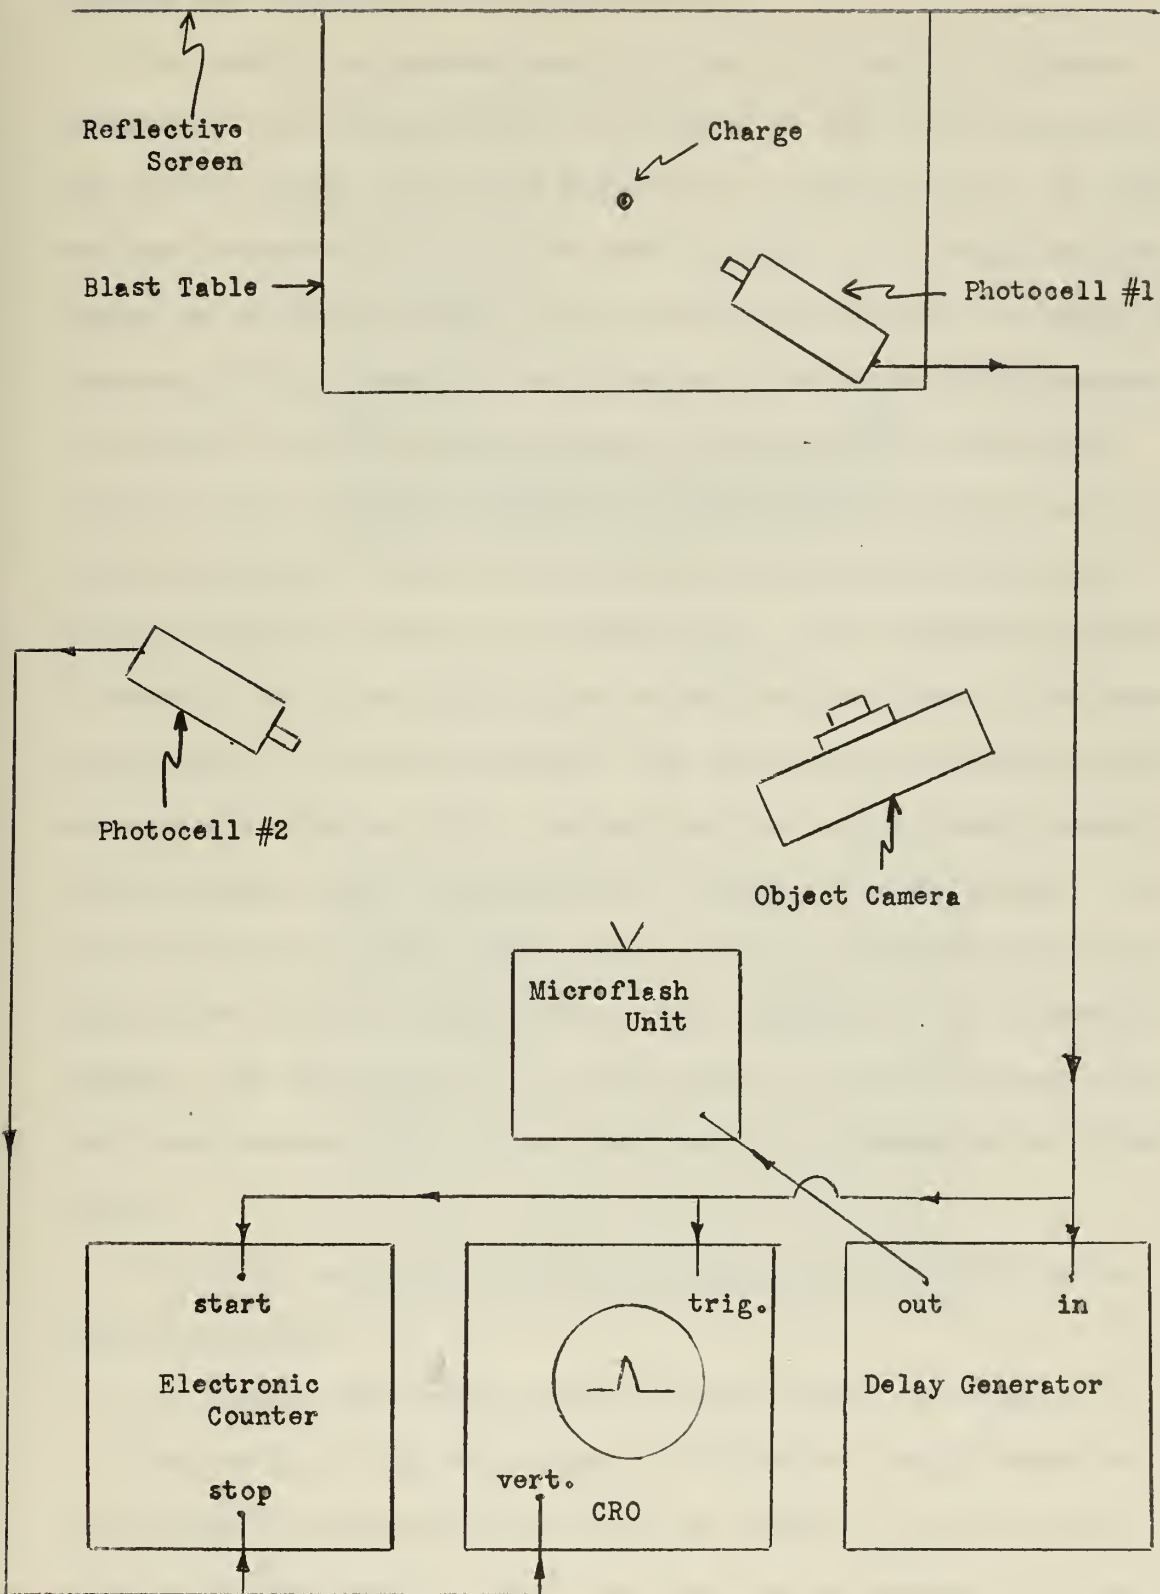 Reflective
Screen
Charge
Blast Table
Photocell #1
Photocell #2
Object Camera
Microflash
Unit
start
trig.
out
in
Electronic
Counter
Delay Generator
stop
vert.
CRO